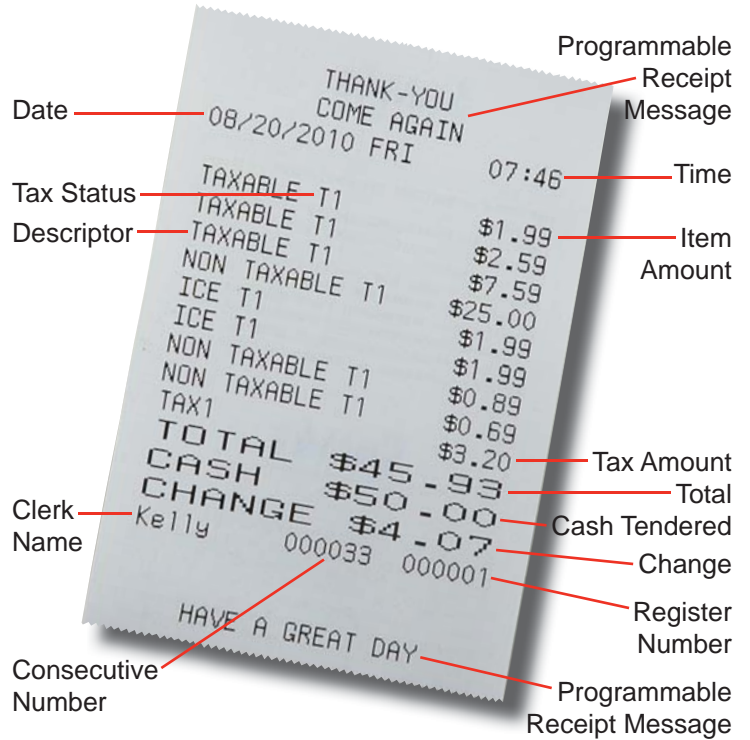 Programmable
Receipt
Message
THANK-YOU
COME AGAIN
Date
08/20/2010 FRI
07:46
Time
Tax Status
TAXABLE T1
$1.99
Item
Amount
TAXABLE T1
$2.59
Descriptor
TAXABLE T1
$7.59
NON TAXABLE T1
$25.00
ICE T1
$1.99
ICE T1
$1.99
NON TAXABLE T1
$0.89
NON TAXABLE T1
$0.69
TAX1
$3.20
Tax Amount
TOTAL $45.93
Total
CASH $50.00
Cash Tendered
CHANGE $4.07
Change
Clerk
Name
Kelly 000033 000001
Register
Number
HAVE A GREAT DAY
Consecutive
Number
Programmable
Receipt Message